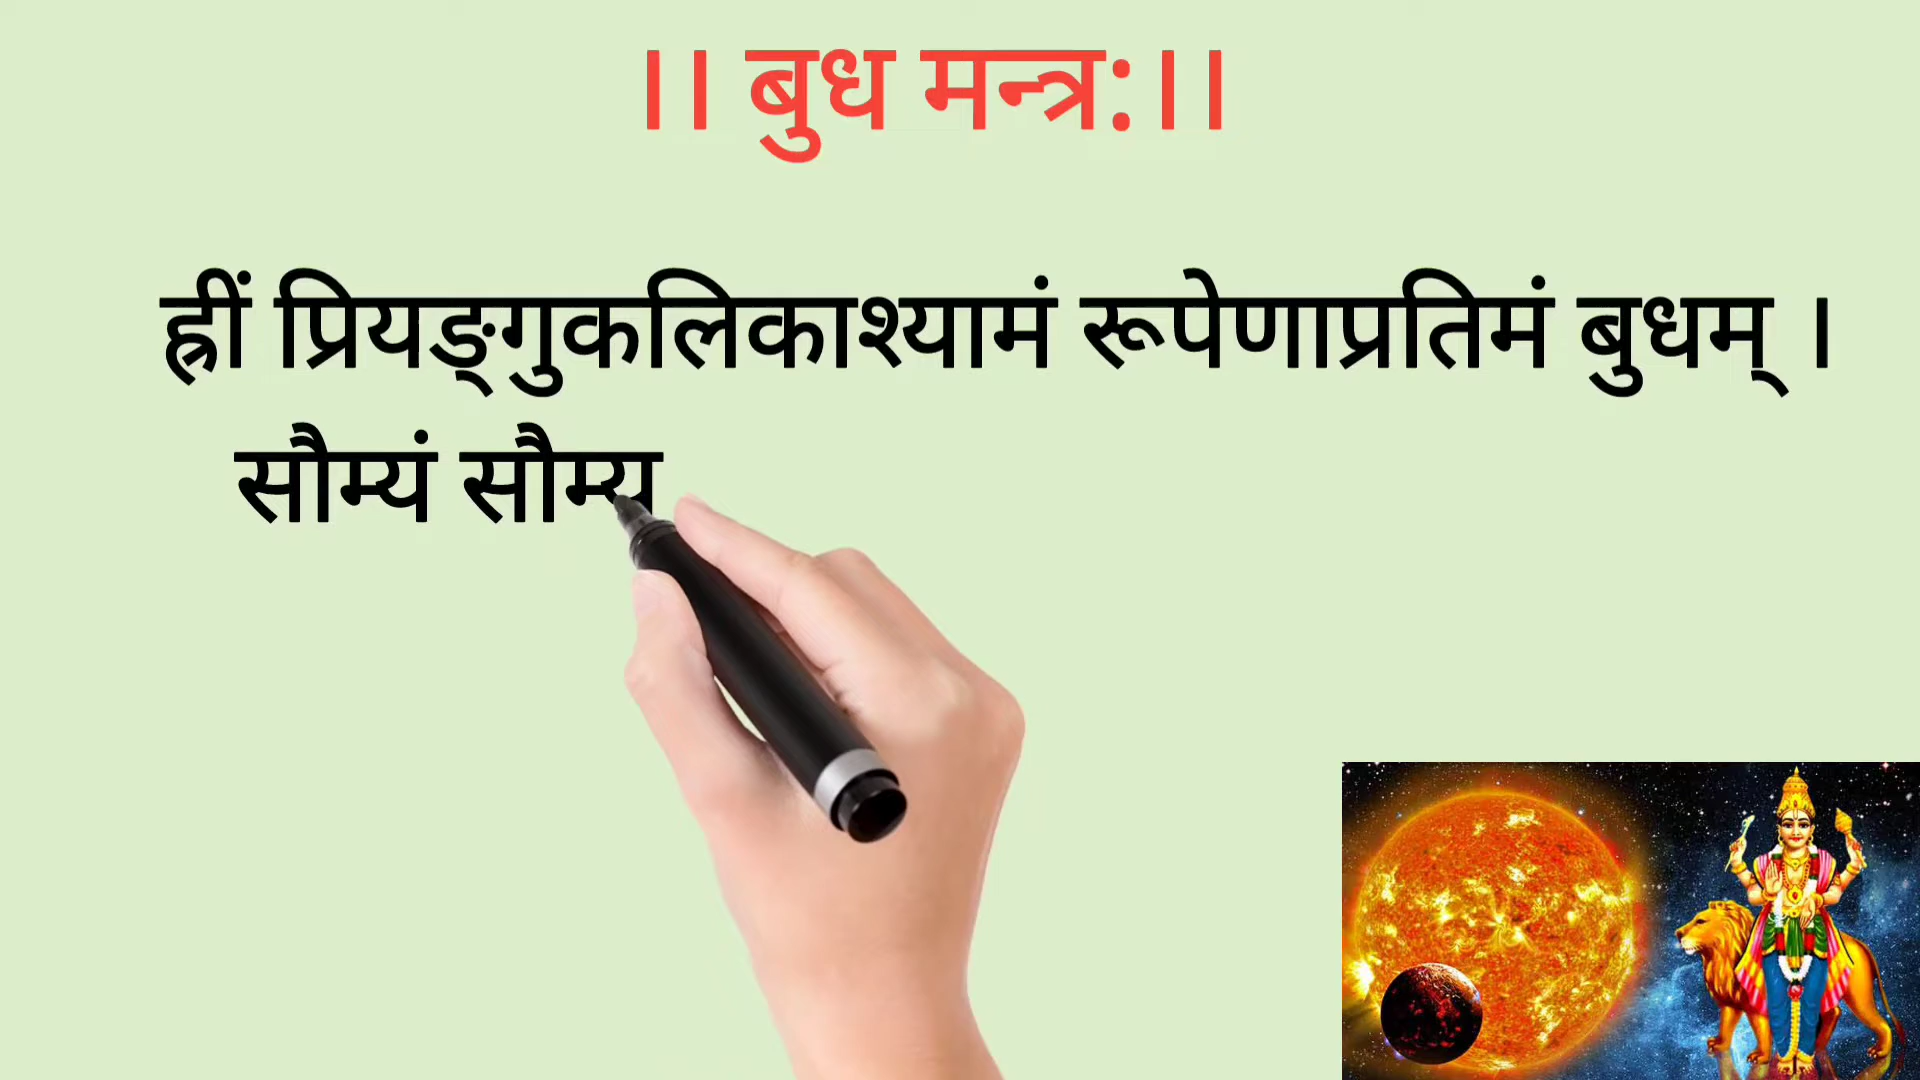 ।। बुध मन्त्र:।।
ह्रीं प्रियङ्गुकलिकाश्यामं रूपेणाप्रतिमं बुधम् ।
सौम्यं सौम्य